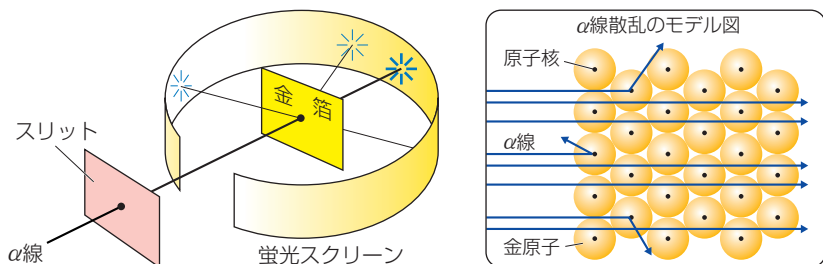 金箔
スリット
α線
蛍光スクリーン
α線散乱のモデル図
原子核
α線
金原子